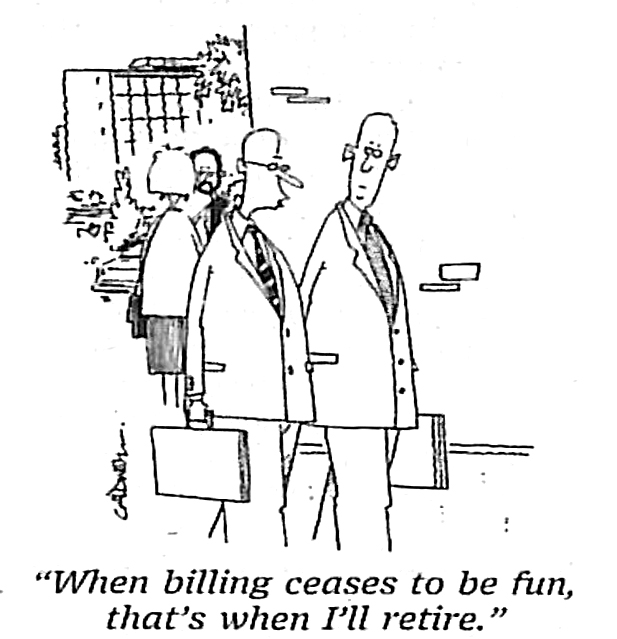 “When billing ceases to be fun,
that’s when I’ll retire.”